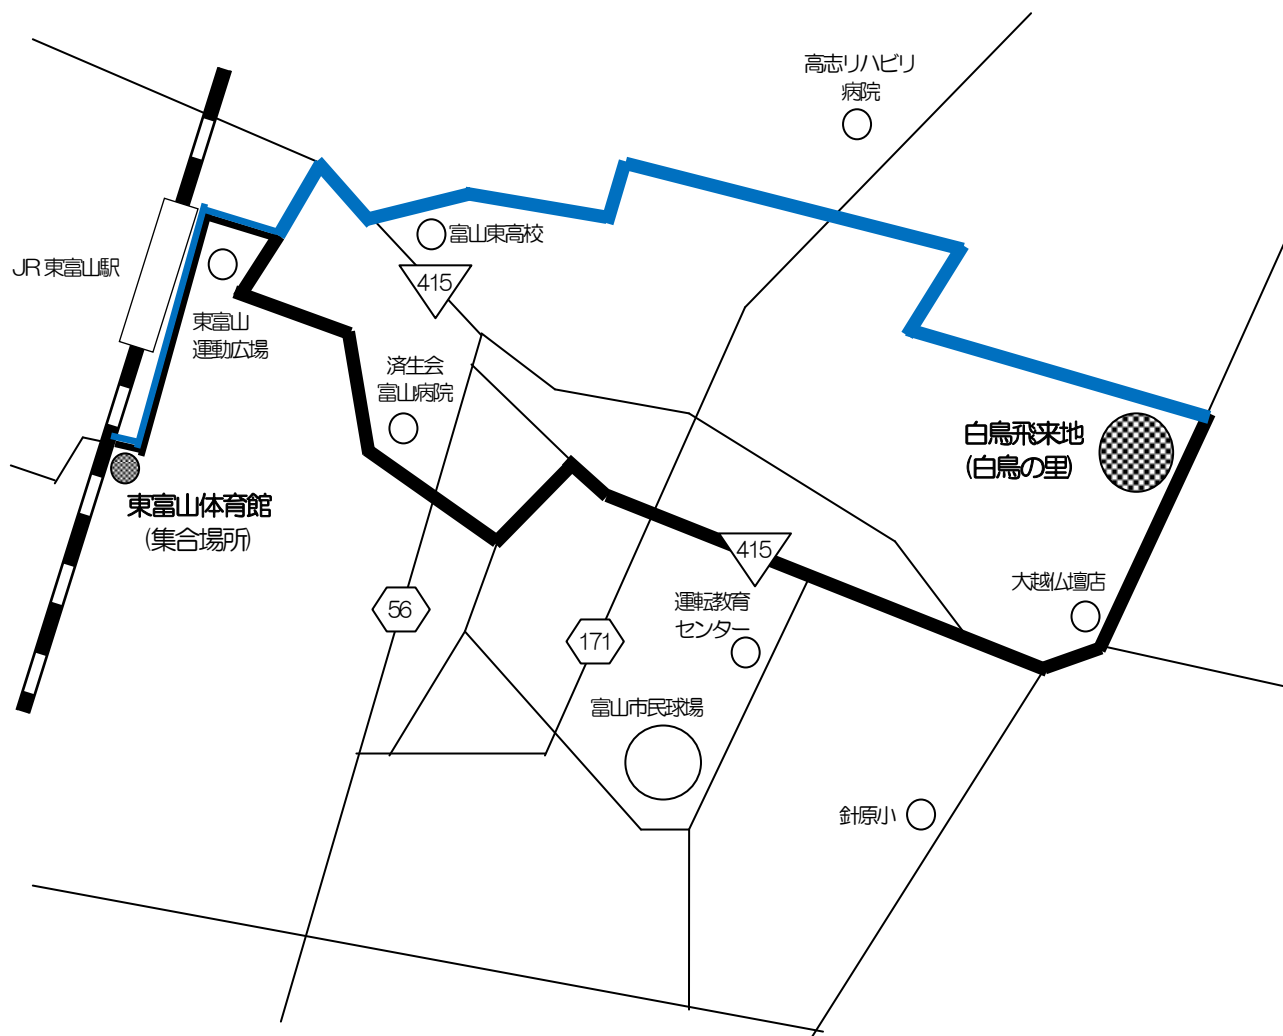 高志リハビリ
病院
富山東高校
JR 東富山駅
415
東富山
運動広場
済生会
富山病院
白鳥飛来地
(白鳥の里)
東富山体育館
(集合場所)
415
大越仏壇店
運転教育
センター
56
171
富山市民球場
針原小